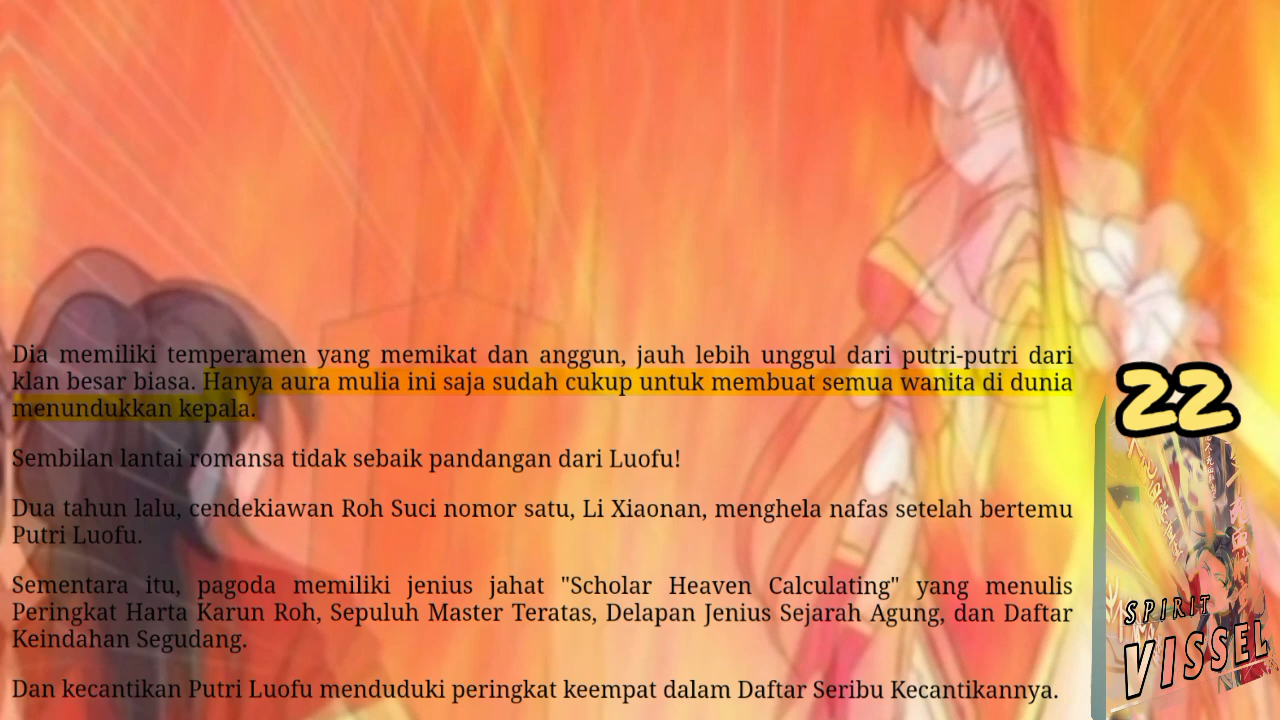 Dia memiliki temperamen yang memikat dan anggun, jauh lebih unggul dari putri-putri dari
klan besar biasa. Hanya aura mulia ini saja sudah cukup untuk membuat semua wanita di dunia
menundukkan kepala.
Sembilan lantai romansa tidak sebaik pandangan dari Luofu!
Dua tahun lalu, cendekiawan Roh Suci nomor satu, Li Xiaonan, menghela nafas setelah bertemu
Putri Luofu.
Sementara itu, pagoda memiliki jenius jahat "Scholar Heaven Calculating" yang menulis
Peringkat Harta Karun Roh, Sepuluh Master Teratas, Delapan Jenius Sejarah Agung, dan Daftar
Keindahan Segudang.
Dan kecantikan Putri Luofu menduduki peringkat keempat dalam Daftar Seribu Kecantikannya.
22
SPIRIT
VISSEL